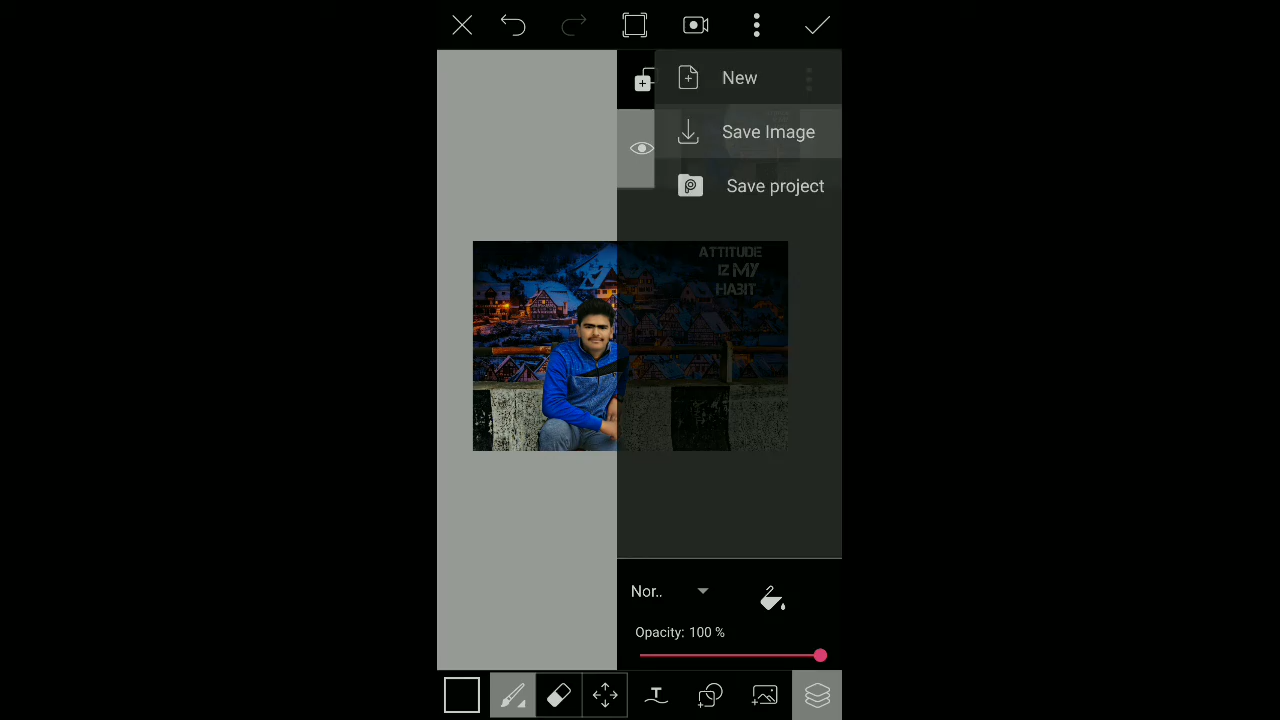 New
Save Image
Save project
ATTITUDE
IZ MY
HABIT
Nor..
Opacity: 100 %